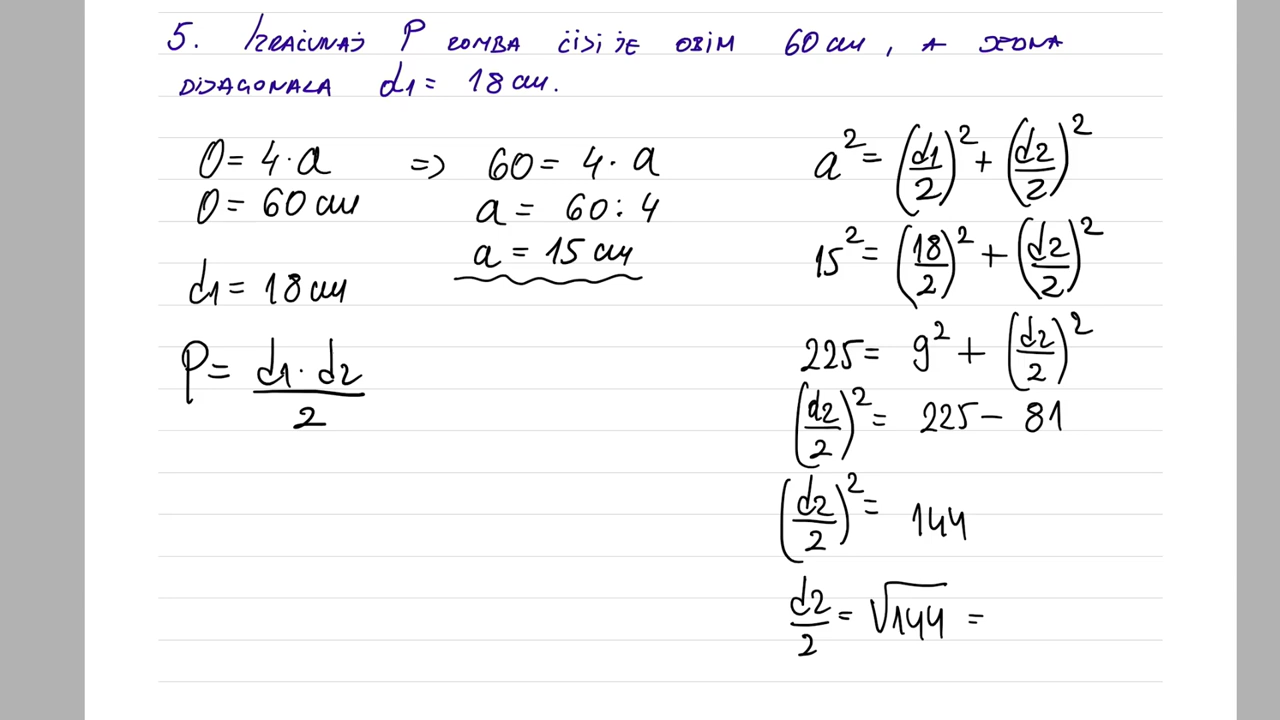 5. IZRAČUNAJ P ROMBA ČIJI JE OBIM 60 cm, A JEDNA
DIJAGONALA d1 = 18 cm.
O = 4 · a => 60 = 4 · a
O = 60 cm a = 60 : 4
a = 15 cm
d1 = 18 cm
P = d1 · d2 / 2
a² = (d1/2)² + (d2/2)²
15² = (18/2)² + (d2/2)²
225 = 9² + (d2/2)²
(d2/2)² = 225 - 81
(d2/2)² = 144
d2/2 = √144 =